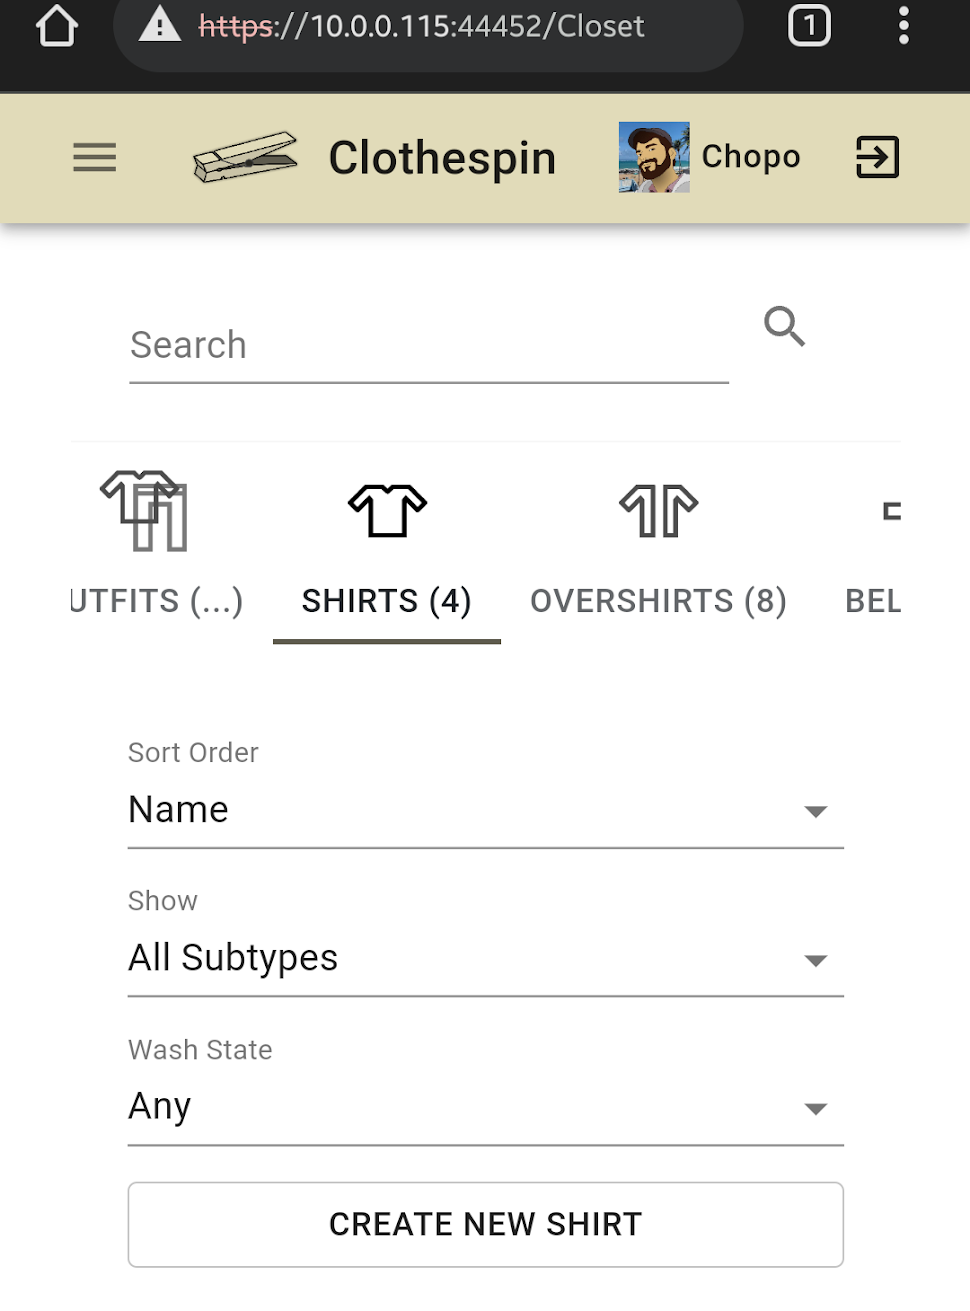 https://10.0.0.115:44452/Closet
1
Clothespin
Chopo
Search
UTFITS (...)
SHIRTS (4)
OVERSHIRTS (8)
BEL
Sort Order
Name
Show
All Subtypes
Wash State
Any
CREATE NEW SHIRT